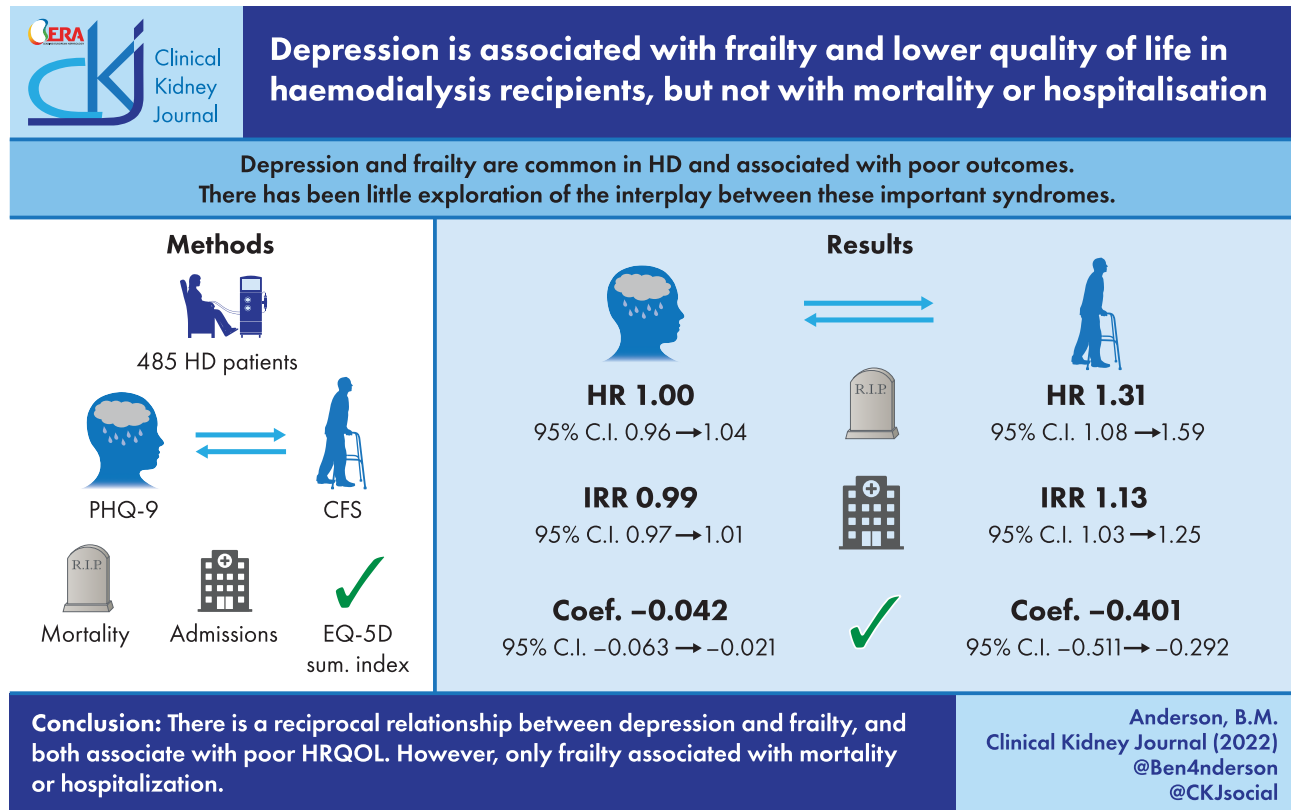 ERA
CKJ
Clinical
Kidney
Journal
Depression is associated with frailty and lower quality of life in
haemodialysis recipients, but not with mortality or hospitalisation
Depression and frailty are common in HD and associated with poor outcomes.
There has been little exploration of the interplay between these important syndromes.
Methods
485 HD patients
PHQ-9
CFS
R.I.P.
Mortality
Admissions
EQ-5D
sum. index
Results
HR 1.00
95% C.I. 0.96 → 1.04
R.I.P.
HR 1.31
95% C.I. 1.08 → 1.59
IRR 0.99
95% C.I. 0.97 → 1.01
IRR 1.13
95% C.I. 1.03 → 1.25
Coef. –0.042
95% C.I. –0.063 → –0.021
Coef. –0.401
95% C.I. –0.511 → –0.292
Conclusion: There is a reciprocal relationship between depression and frailty, and
both associate with poor HRQOL. However, only frailty associated with mortality
or hospitalization.
Anderson, B.M.
Clinical Kidney Journal (2022)
@Ben4nderson
@CKJsocial